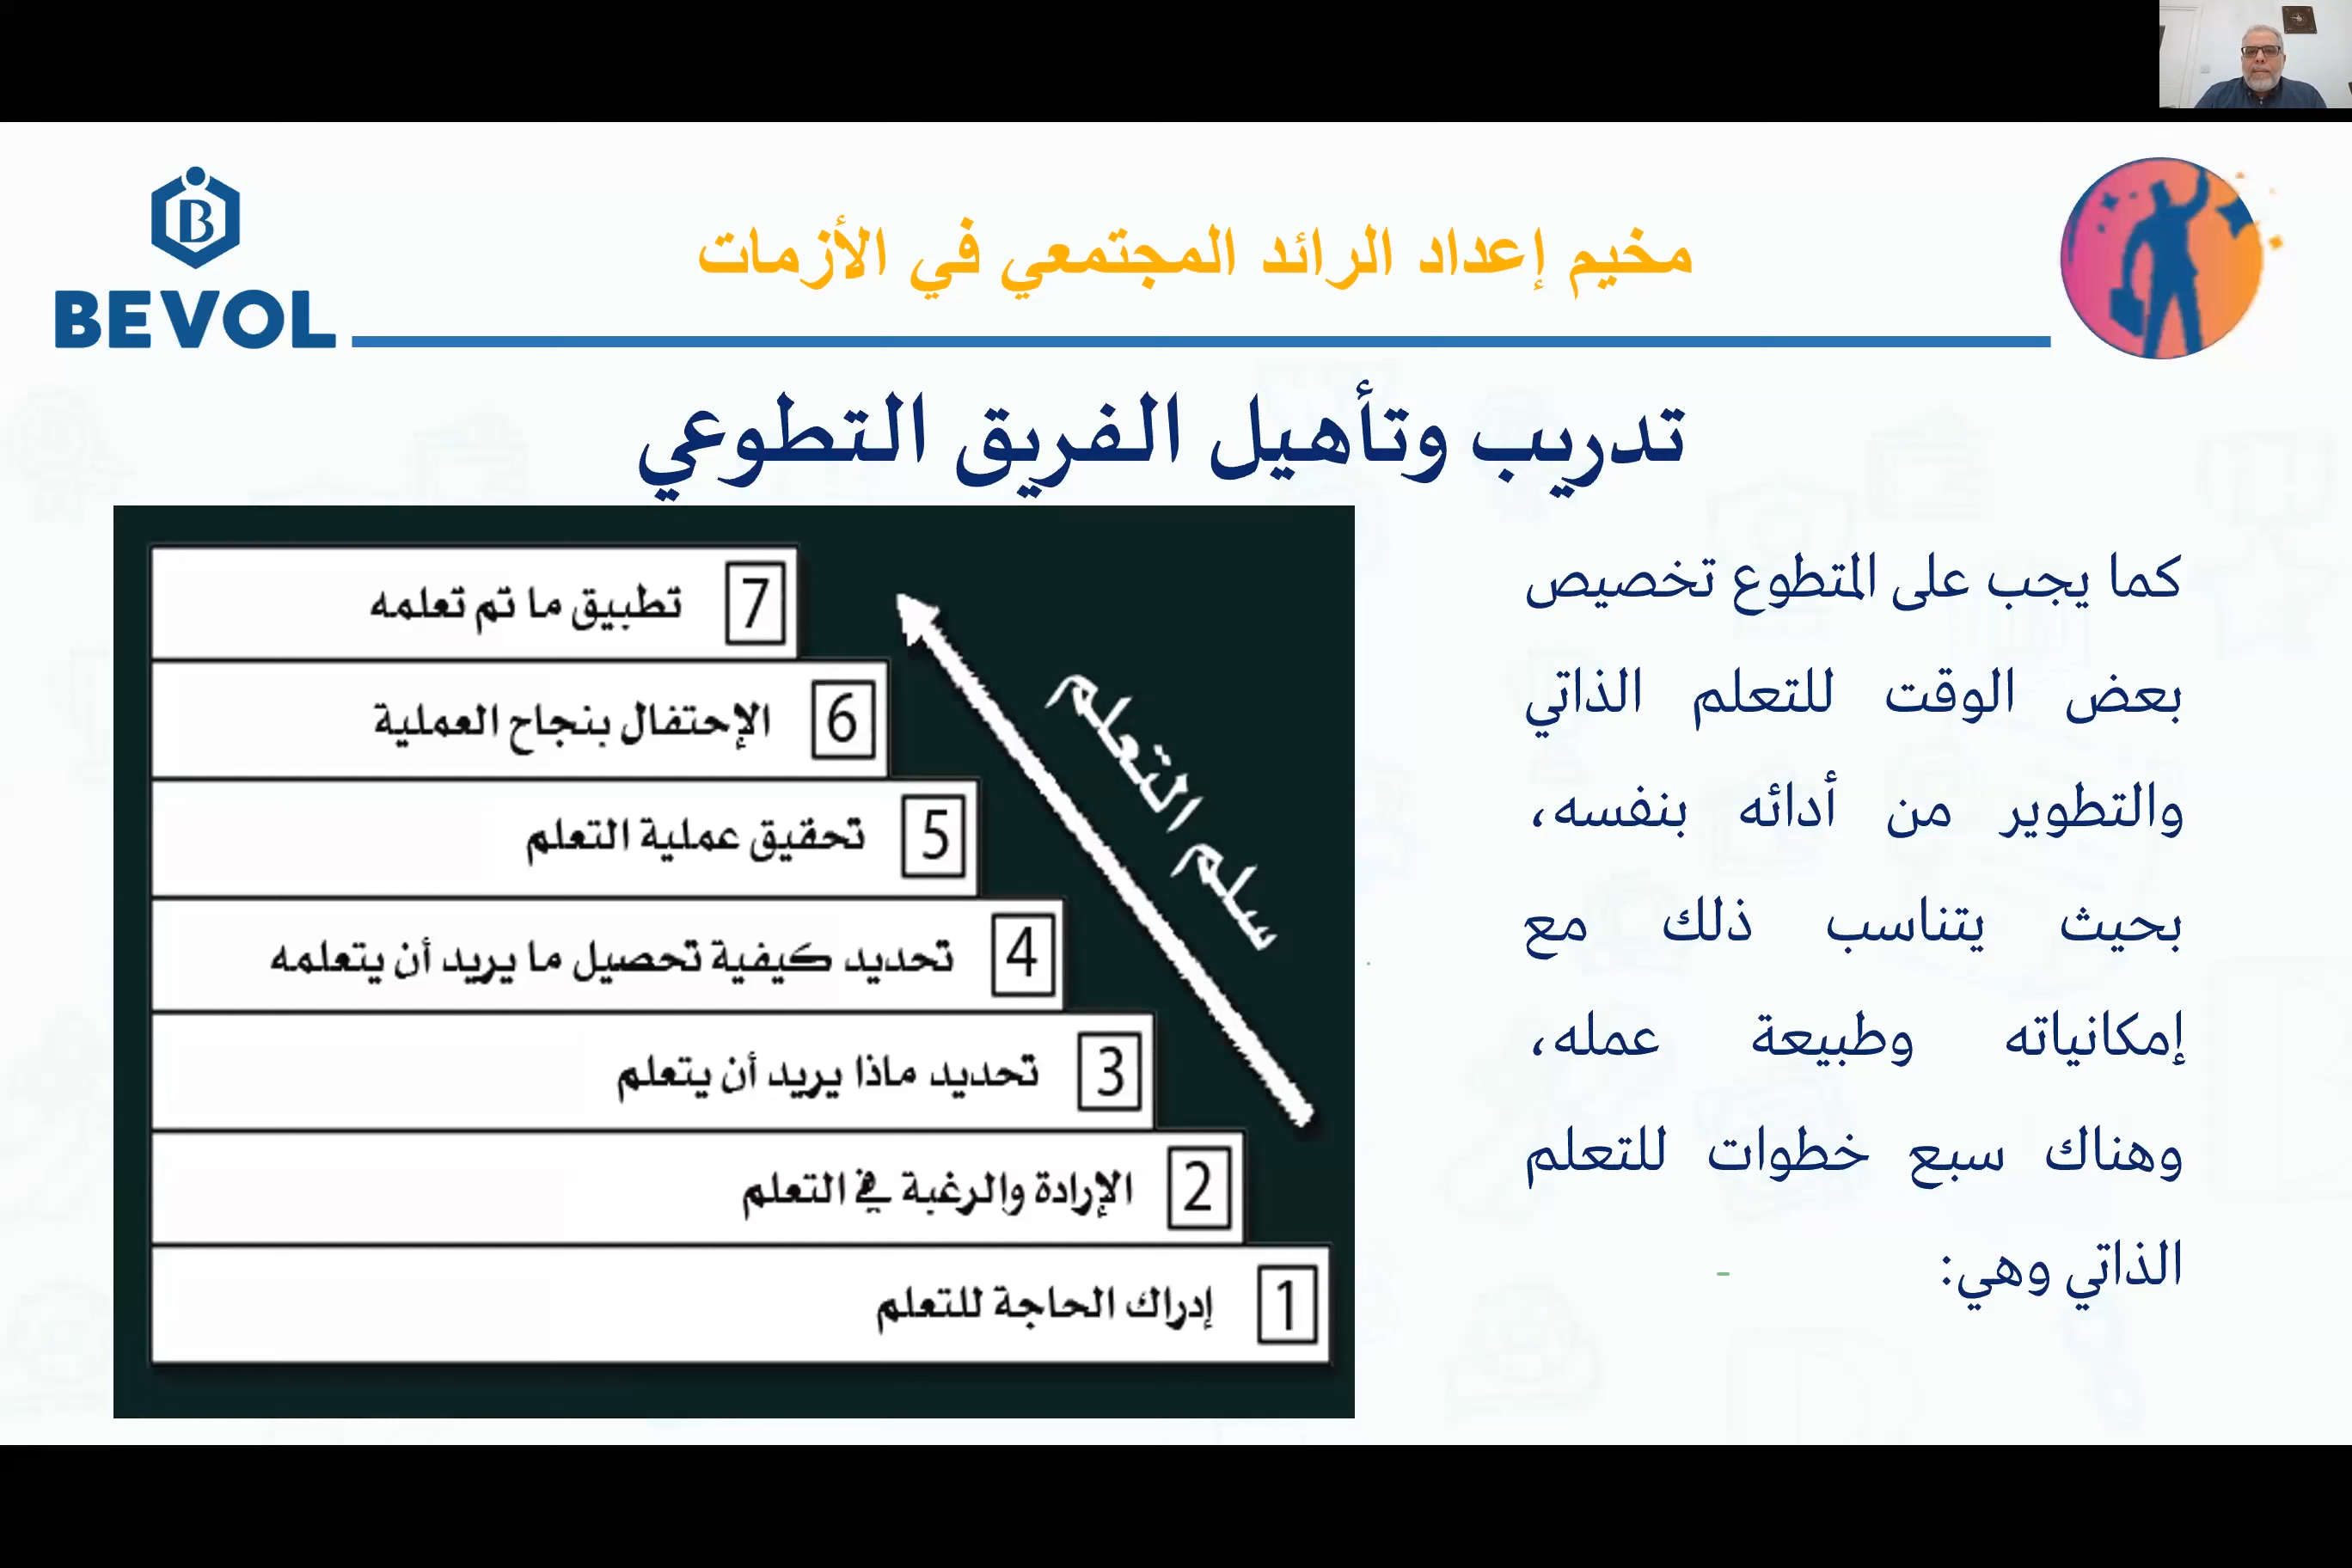 BEVOL
مخيم إعداد الرائد المجتمعي في الأزمات
تدريب وتأهيل الفريق التطوعي
كما يجب على المتطوع تخصيص
بعض الوقت للتعلم الذاتي
والتطوير من أدائه بنفسه،
بحيث يتناسب ذلك مع
إمكانياته وطبيعة عمله،
وهناك سبع خطوات للتعلم
الذاتي وهي:
سلم التعلم
7 تطبيق ما تم تعلمه
6 الإحتفال بنجاح العملية
5 تحقيق عملية التعلم
4 تحديد كيفية تحصيل ما يريد أن يتعلمه
3 تحديد ماذا يريد أن يتعلم
2 الإرادة والرغبة في التعلم
1 إدراك الحاجة للتعلم